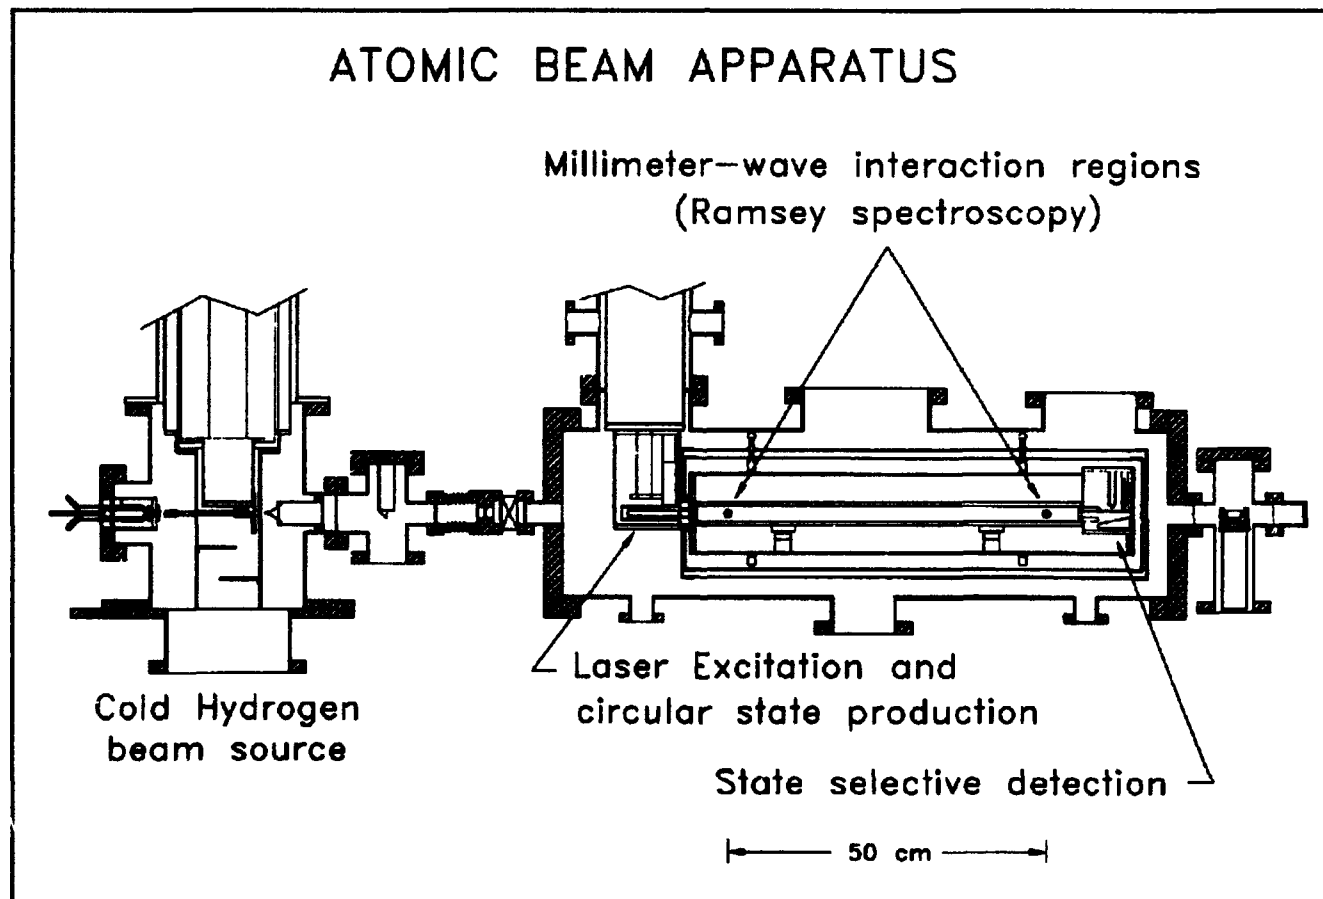 ATOMIC BEAM APPARATUS
Millimeter-wave interaction regions
(Ramsey spectroscopy)
Laser Excitation and
circular state production
Cold Hydrogen
beam source
State selective detection
50 cm